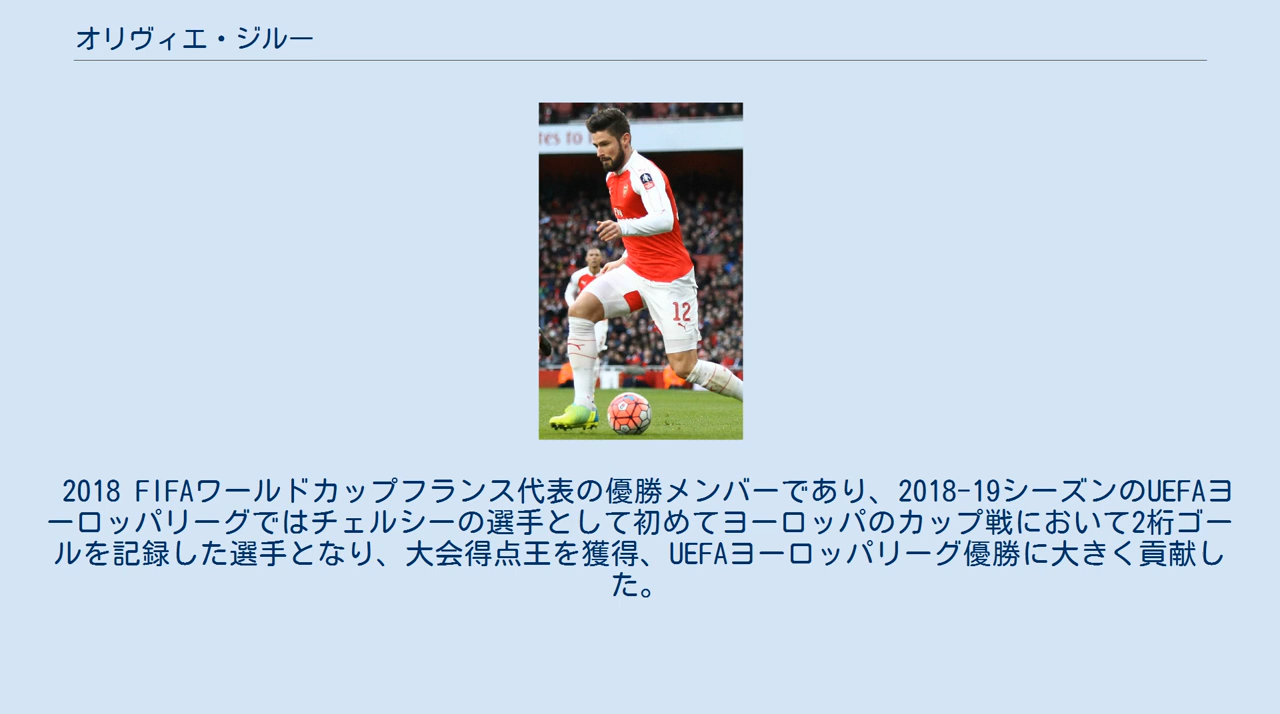 オリヴィエ・ジルー
tes to
12
2018 FIFAワールドカップフランス代表の優勝メンバーであり、2018-19シーズンのUEFAヨ
ーロッパリーグではチェルシーの選手として初めてヨーロッパのカップ戦において2桁ゴー
ルを記録した選手となり、大会得点王を獲得、UEFAヨーロッパリーグ優勝に大きく貢献し
た。